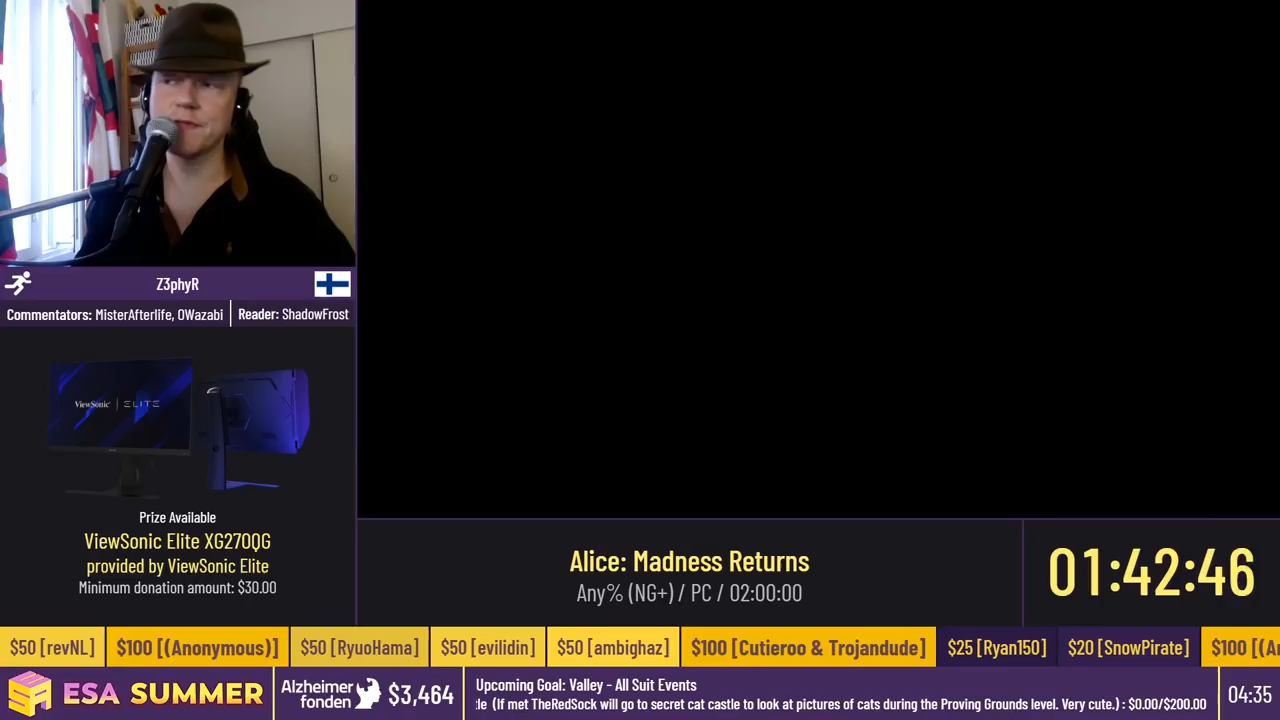 Z3phyR
Commentators: MisterAfterlife, OWazabi
Reader: ShadowFrost
ViewSonic ELITE
Prize Available
ViewSonic Elite XG270QG
provided by ViewSonic Elite
Minimum donation amount: $30.00
Alice: Madness Returns
Any% (NG+) / PC / 02:00:00
01:42:46
$50 [revNL]
$100 [(Anonymous)]
$50 [RyuoHama]
$50 [evilidin]
$50 [ambighaz]
$100 [Cutieroo & Trojandude]
$25 [Ryan150]
$20 [SnowPirate]
$100 [(A
ESA SUMMER
Alzheimer
fonden
$3,464
Upcoming Goal: Valley - All Suit Events
le (If met TheRedSock will go to secret cat castle to look at pictures of cats during the Proving Grounds level. Very cute.) : $0.00/$200.00
04:35